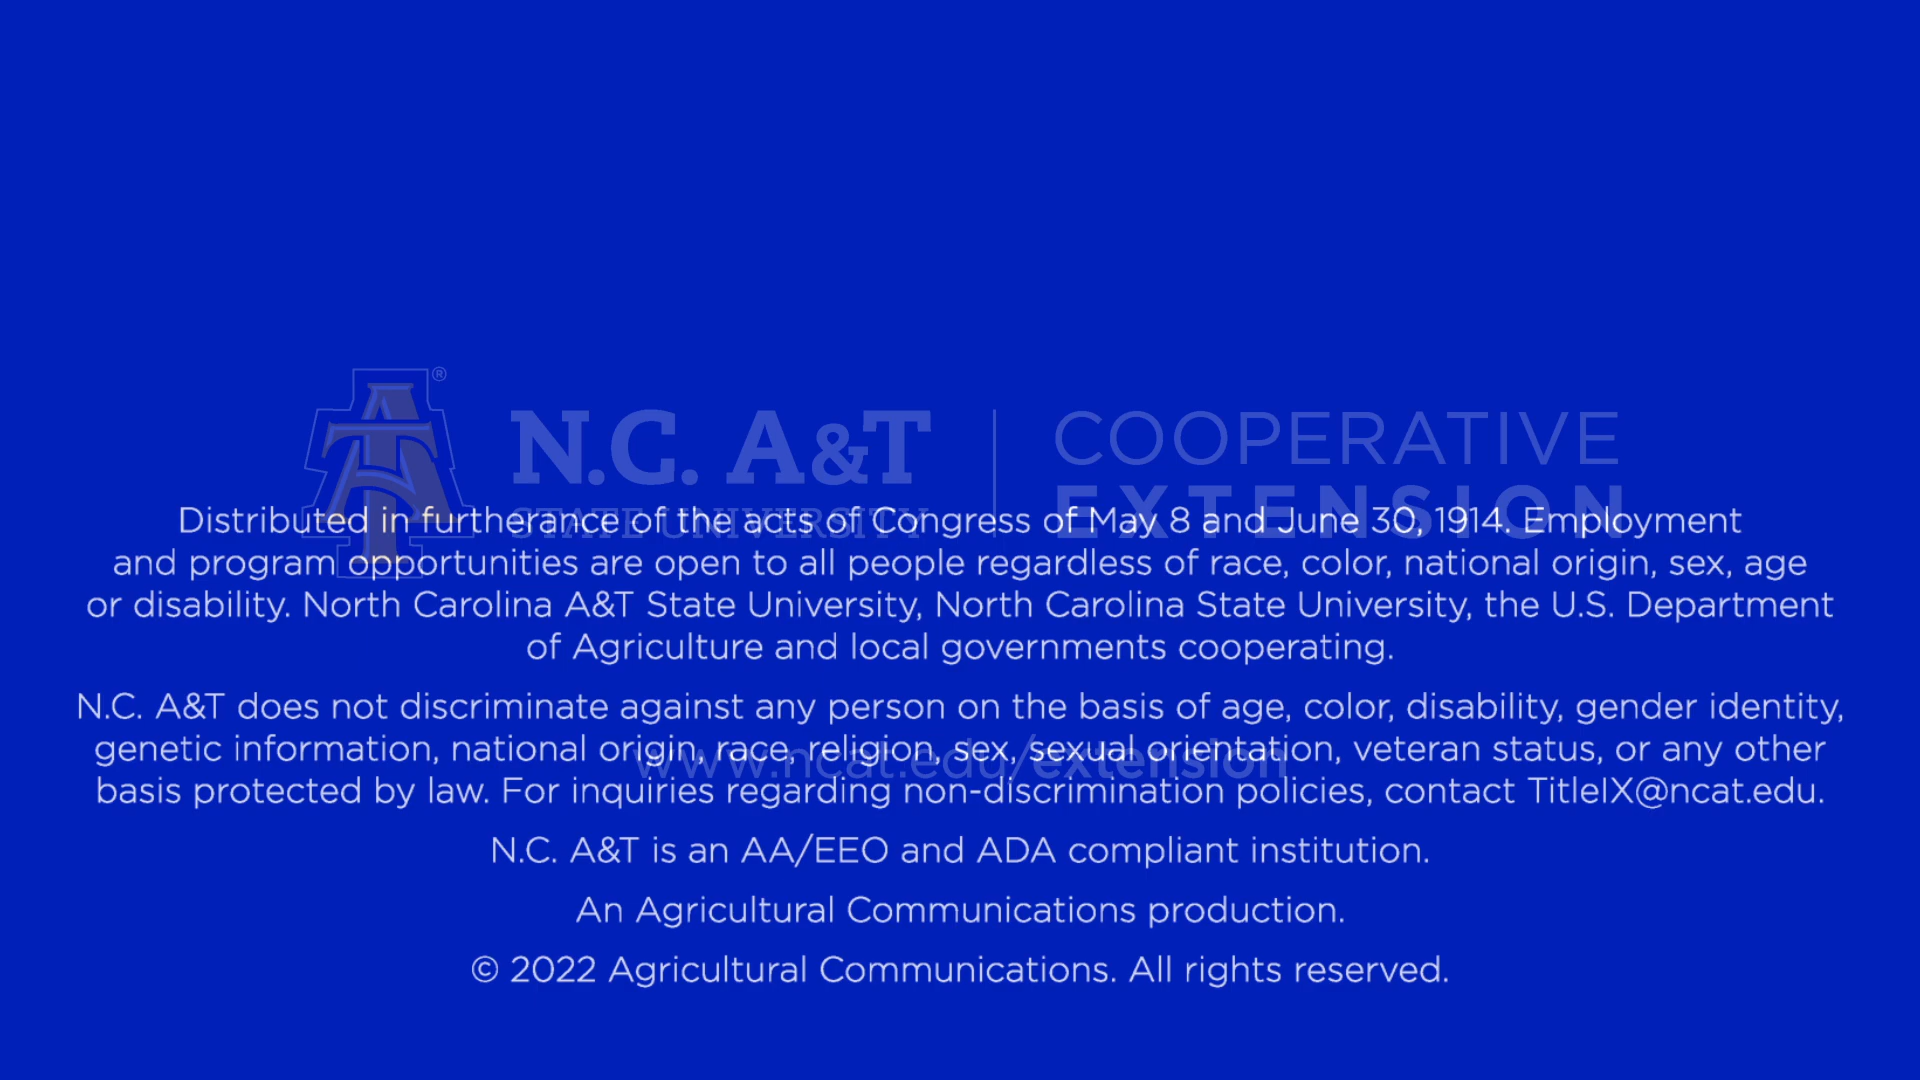 ®
N.C. A&T
STATE UNIVERSITY
COOPERATIVE
EXTENSION
Distributed in furtherance of the acts of Congress of May 8 and June 30, 1914. Employment
and program opportunities are open to all people regardless of race, color, national origin, sex, age
or disability. North Carolina A&T State University, North Carolina State University, the U.S. Department
of Agriculture and local governments cooperating.
N.C. A&T does not discriminate against any person on the basis of age, color, disability, gender identity,
genetic information, national origin, race, religion, sex, sexual orientation, veteran status, or any other
www.ncat.edu/extension
basis protected by law. For inquiries regarding non-discrimination policies, contact TitleIX@ncat.edu.
N.C. A&T is an AA/EEO and ADA compliant institution.
An Agricultural Communications production.
© 2022 Agricultural Communications. All rights reserved.